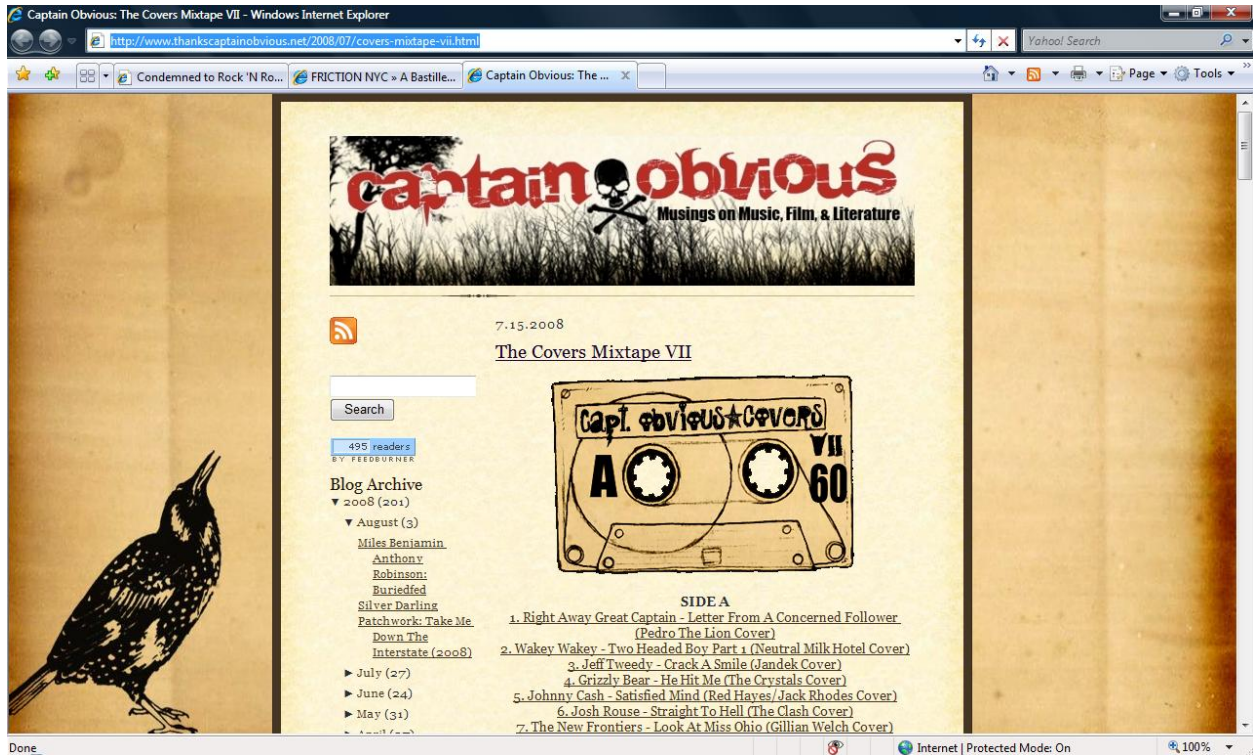 Captain Obvious: The Covers Mixtape VII - Windows Internet Explorer
http://www.thankscaptainobvious.net/2008/07/covers-mixtape-vii.html
Yahoo! Search
Condemned to Rock 'N Ro...
FRICTION NYC » A Bastille...
Captain Obvious: The ...
Page
Tools
captain obvious
Musings on Music, Film, & Literature
7.15.2008
The Covers Mixtape VII
Search
capt. obvious★covers
VII
A
60
495 readers
BY FEEDBURNER
Blog Archive
▼ 2008 (201)
▼ August (3)
Miles Benjamin
Anthony
Robinson:
Buriedfed
Silver Darling
Patchwork: Take Me
Down The
Interstate (2008)
► July (27)
► June (24)
► May (31)
SIDE A
1. Right Away Great Captain - Letter From A Concerned Follower
(Pedro The Lion Cover)
2. Wakey Wakey - Two Headed Boy Part 1 (Neutral Milk Hotel Cover)
3. Jeff Tweedy - Crack A Smile (Jandek Cover)
4. Grizzly Bear - He Hit Me (The Crystals Cover)
5. Johnny Cash - Satisfied Mind (Red Hayes/Jack Rhodes Cover)
6. Josh Rouse - Straight To Hell (The Clash Cover)
7. The New Frontiers - Look At Miss Ohio (Gillian Welch Cover)
Done
Internet | Protected Mode: On
100%